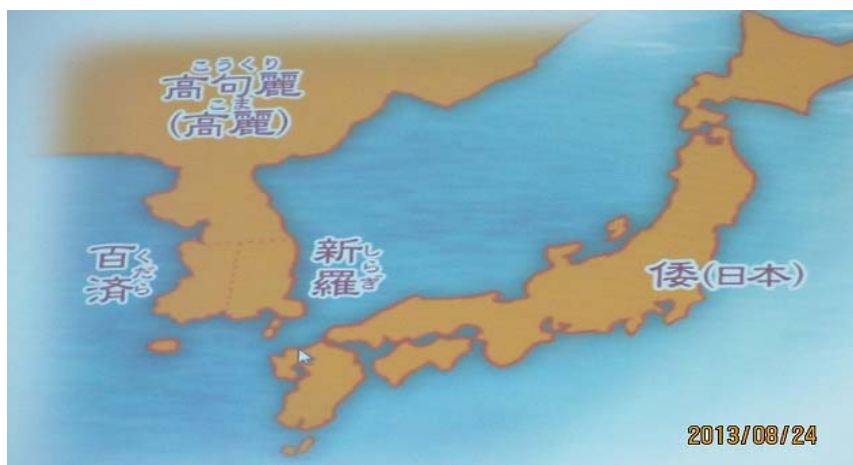 こうくり
高句麗
こま
(高麗)
百済
くだら
新羅
しらぎ
倭(日本)
2013/08/24